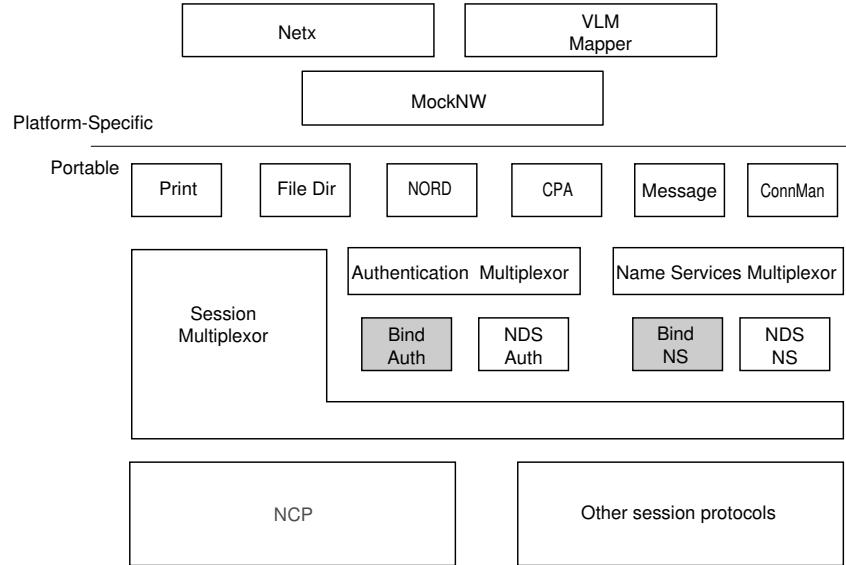 Netx
VLM
Mapper
MockNW
Platform-Specific
Portable
Print
File Dir
NORD
CPA
Message
ConnMan
Authentication Multiplexor
Name Services Multiplexor
Session
Multiplexor
Bind
Auth
NDS
Auth
Bind
NS
NDS
NS
NCP
Other session protocols